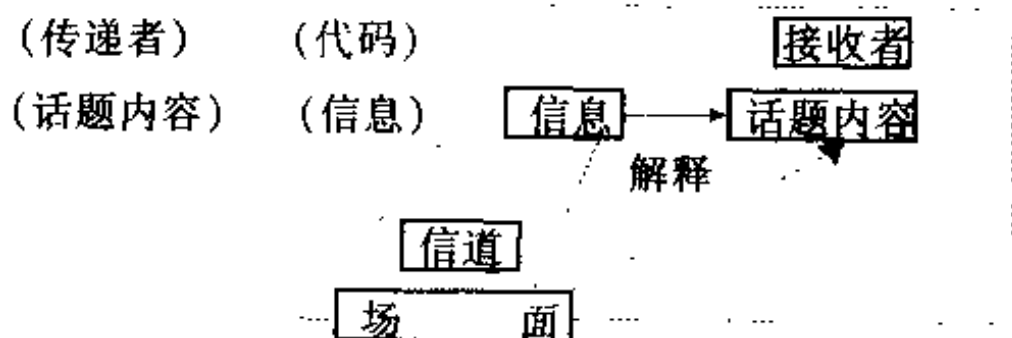 (传递者) (代码) 接收者
(话题内容) (信息) 信息 话题内容
解释
信道
场 面